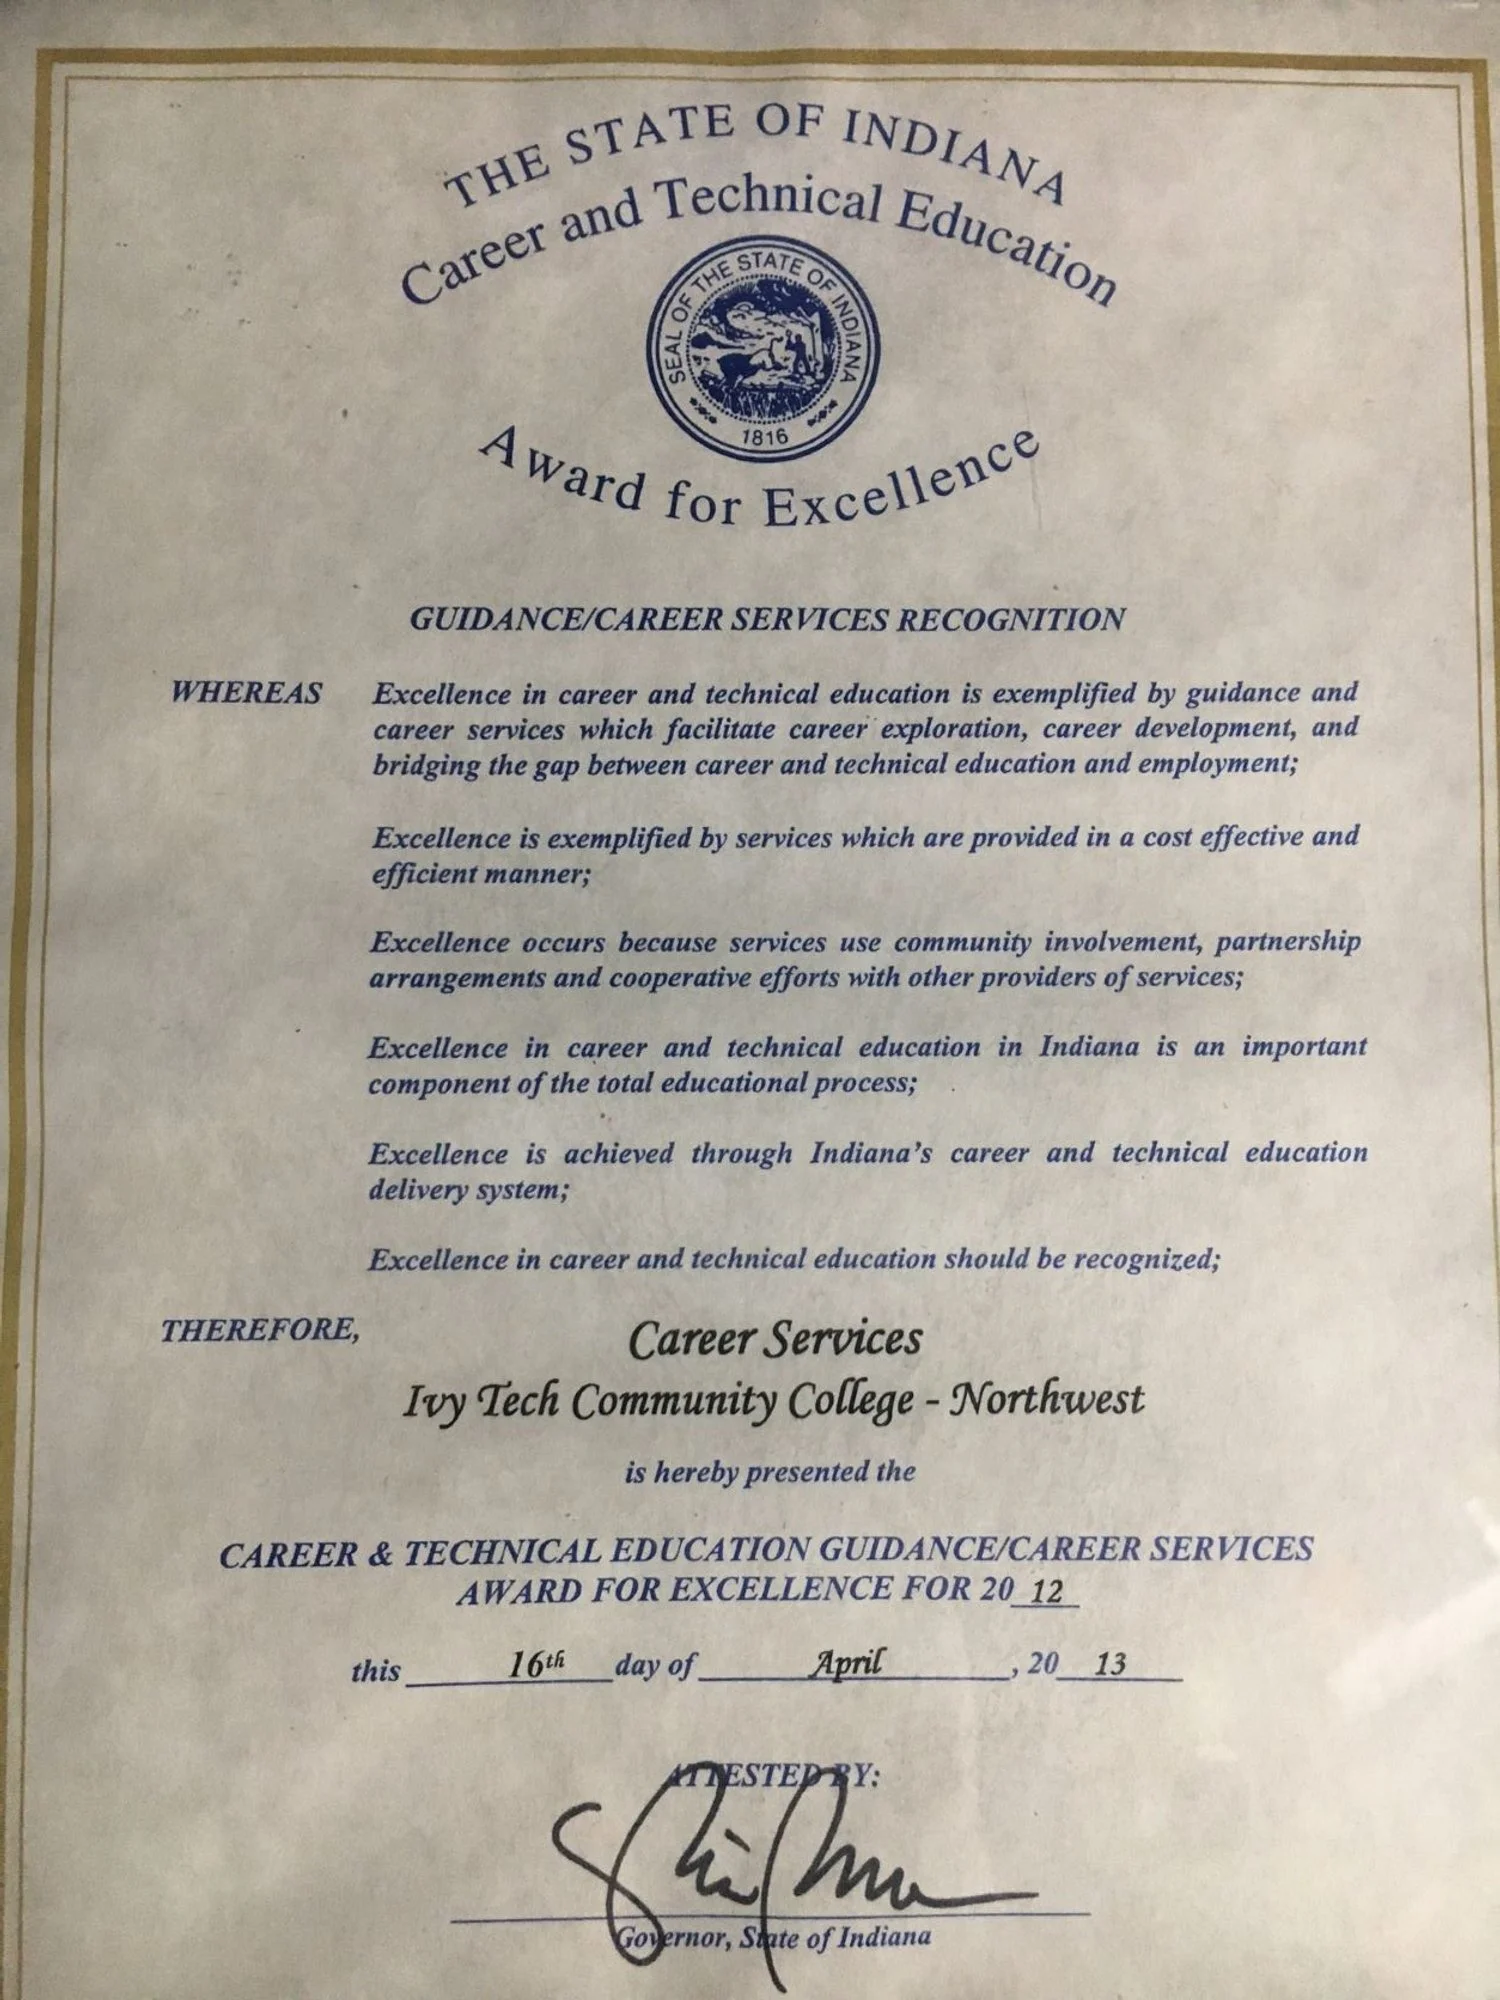 THE STATE OF INDIANA
Career and Technical Education
SEAL OF THE STATE OF INDIANA
1816
Award for Excellence
GUIDANCE/CAREER SERVICES RECOGNITION
WHEREAS Excellence in career and technical education is exemplified by guidance and
career services which facilitate career exploration, career development, and
bridging the gap between career and technical education and employment;
Excellence is exemplified by services which are provided in a cost effective and
efficient manner;
Excellence occurs because services use community involvement, partnership
arrangements and cooperative efforts with other providers of services;
Excellence in career and technical education in Indiana is an important
component of the total educational process;
Excellence is achieved through Indiana's career and technical education
delivery system;
Excellence in career and technical education should be recognized;
THEREFORE, Career Services
Ivy Tech Community College - Northwest
is hereby presented the
CAREER & TECHNICAL EDUCATION GUIDANCE/CAREER SERVICES
AWARD FOR EXCELLENCE FOR 20 12
this 16th day of April, 20 13
ATTESTED BY:
Governor, State of Indiana